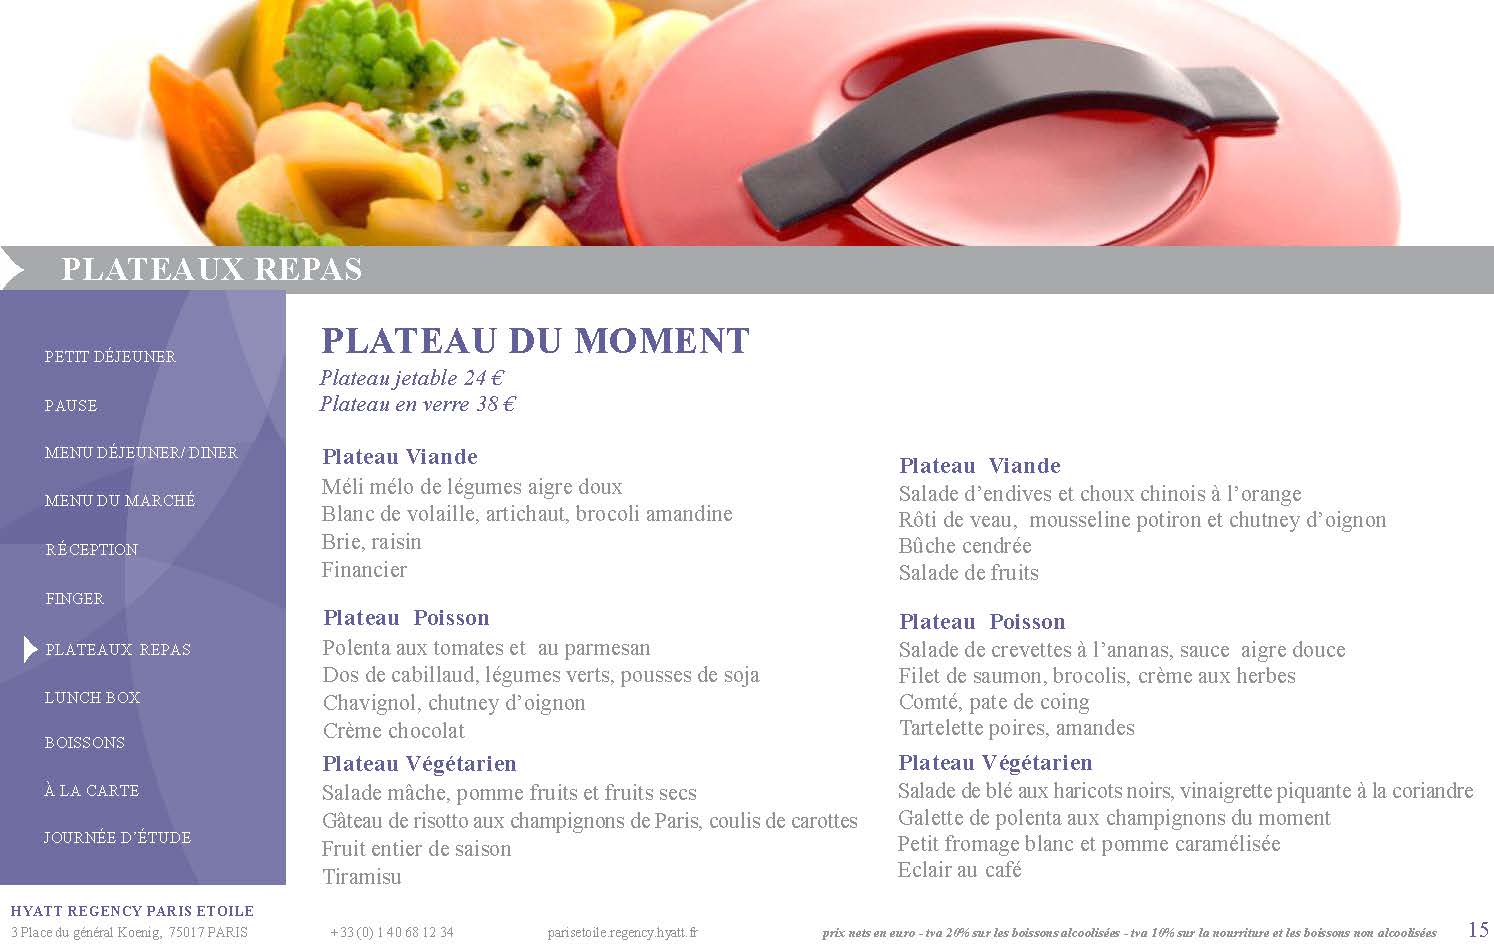 PLATEAUX REPAS
PETIT DÉJEUNER
PAUSE
MENU DÉJEUNER/ DINER
MENU DU MARCHÉ
RÉCEPTION
FINGER
PLATEAUX REPAS
LUNCH BOX
BOISSONS
À LA CARTE
JOURNÉE D’ÉTUDE
PLATEAU DU MOMENT
Plateau jetable 24 €
Plateau en verre 38 €
Plateau Viande
Méli mélo de légumes aigre doux
Blanc de volaille, artichaut, brocoli amandine
Brie, raisin
Financier
Plateau Poisson
Polenta aux tomates et au parmesan
Dos de cabillaud, légumes verts, pousses de soja
Chavignol, chutney d’oignon
Crème chocolat
Plateau Végétarien
Salade mâche, pomme fruits et fruits secs
Gâteau de risotto aux champignons de Paris, coulis de carottes
Fruit entier de saison
Tiramisu
Plateau Viande
Salade d’endives et choux chinois à l’orange
Rôti de veau, mousseline potiron et chutney d’oignon
Bûche cendrée
Salade de fruits
Plateau Poisson
Salade de crevettes à l’ananas, sauce aigre douce
Filet de saumon, brocolis, crème aux herbes
Comté, pate de coing
Tartelette poires, amandes
Plateau Végétarien
Salade de blé aux haricots noirs, vinaigrette piquante à la coriandre
Galette de polenta aux champignons du moment
Petit fromage blanc et pomme caramélisée
Eclair au café
HYATT REGENCY PARIS ETOILE
3 Place du général Koenig, 75017 PARIS +33 (0) 1 40 68 12 34 parisetoile.regency.hyatt.fr prix nets en euro - tva 20% sur les boissons alcoolisées - tva 10% sur la nourriture et les boissons non alcoolisées 15